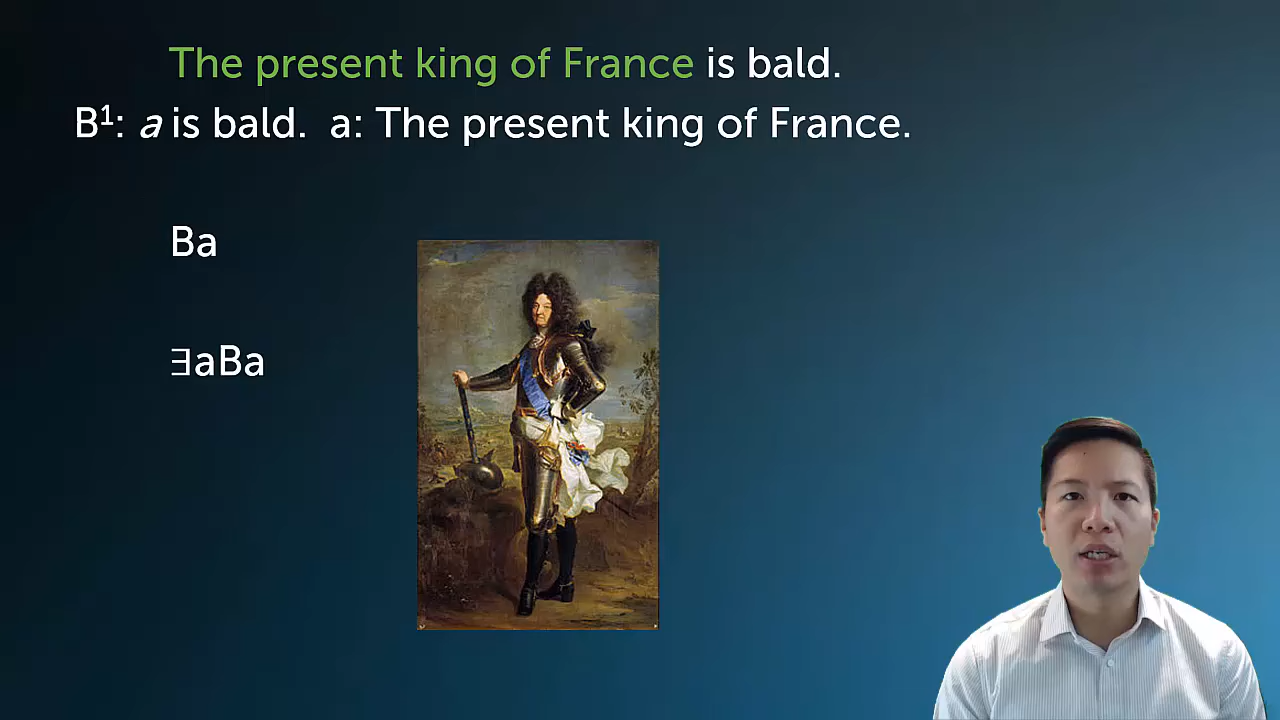 The present king of France is bald.
B¹: a is bald. a: The present king of France.
Ba
∃aBa